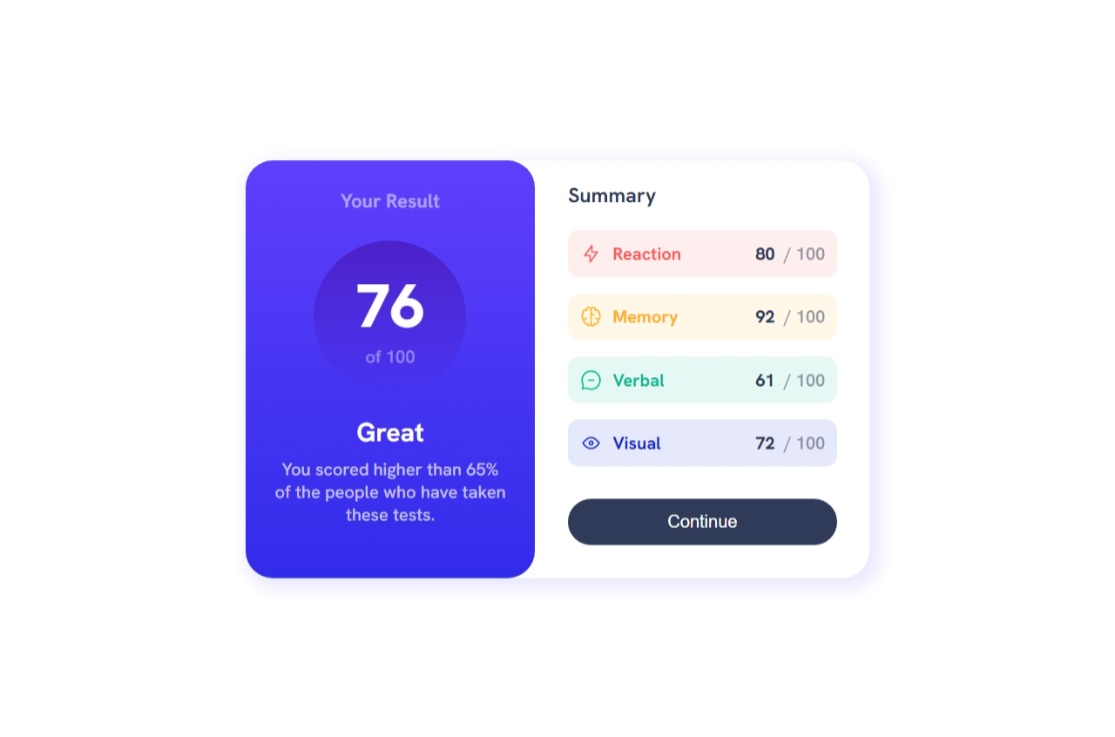 Your Result
76
of 100
Great
You scored higher than 65%
of the people who have taken
these tests.
Summary
Reaction 80 / 100
Memory 92 / 100
Verbal 61 / 100
Visual 72 / 100
Continue